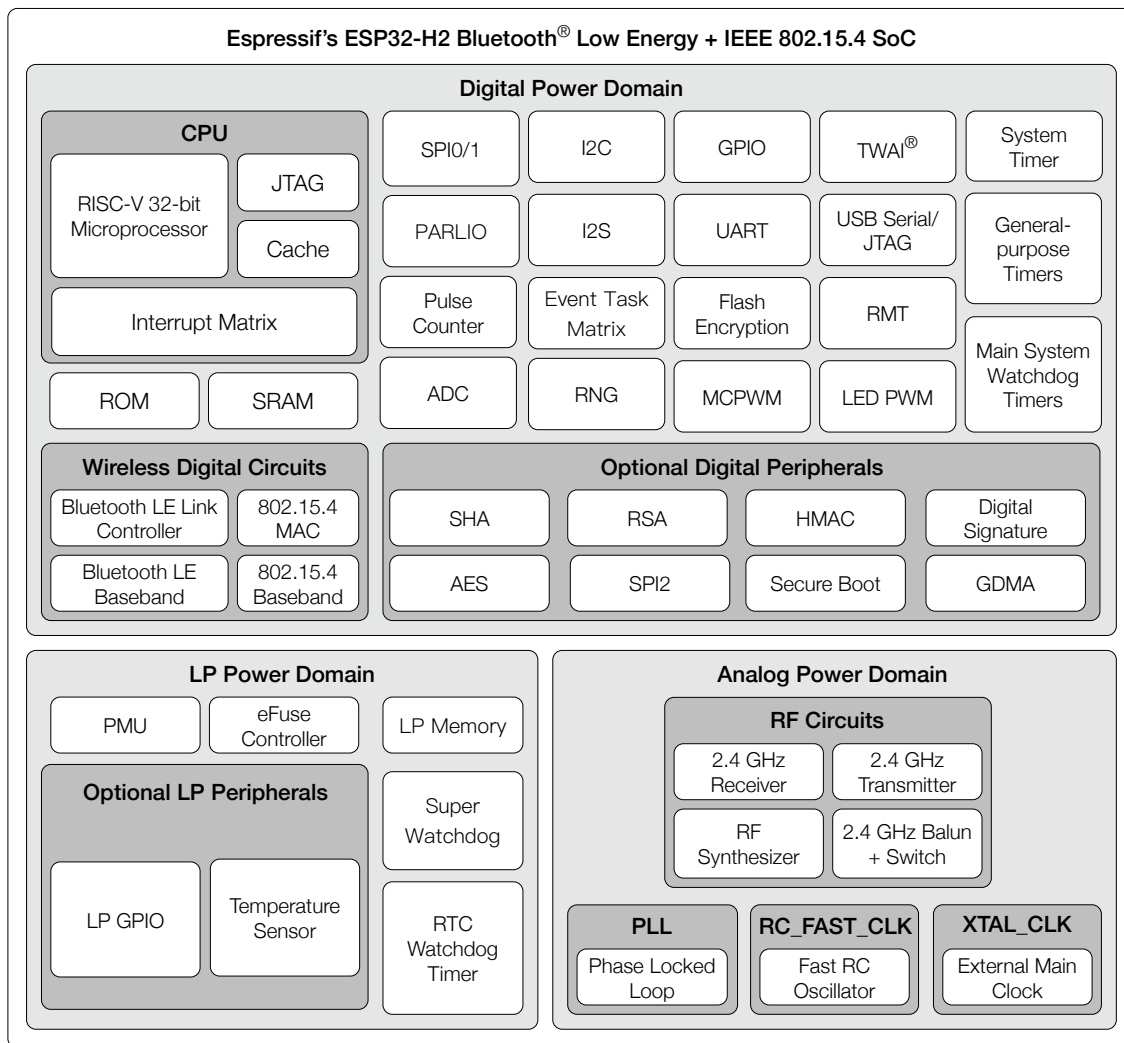 Espressif's ESP32-H2 Bluetooth® Low Energy + IEEE 802.15.4 SoC
Digital Power Domain
CPU
RISC-V 32-bit
Microprocessor
JTAG
Cache
Interrupt Matrix
ROM
SRAM
SPI0/1
I2C
GPIO
TWAI®
System
Timer
PARLIO
I2S
UART
USB Serial/
JTAG
General-
purpose
Timers
Pulse
Counter
Event Task
Matrix
Flash
Encryption
RMT
Main System
Watchdog
Timers
ADC
RNG
MCPWM
LED PWM
Wireless Digital Circuits
Bluetooth LE Link
Controller
802.15.4
MAC
Bluetooth LE
Baseband
802.15.4
Baseband
Optional Digital Peripherals
SHA
RSA
HMAC
Digital
Signature
AES
SPI2
Secure Boot
GDMA
LP Power Domain
PMU
eFuse
Controller
LP Memory
Optional LP Peripherals
LP GPIO
Temperature
Sensor
Super
Watchdog
RTC
Watchdog
Timer
Analog Power Domain
RF Circuits
2.4 GHz
Receiver
2.4 GHz
Transmitter
RF
Synthesizer
2.4 GHz Balun
+ Switch
PLL
Phase Locked
Loop
RC_FAST_CLK
Fast RC
Oscillator
XTAL_CLK
External Main
Clock